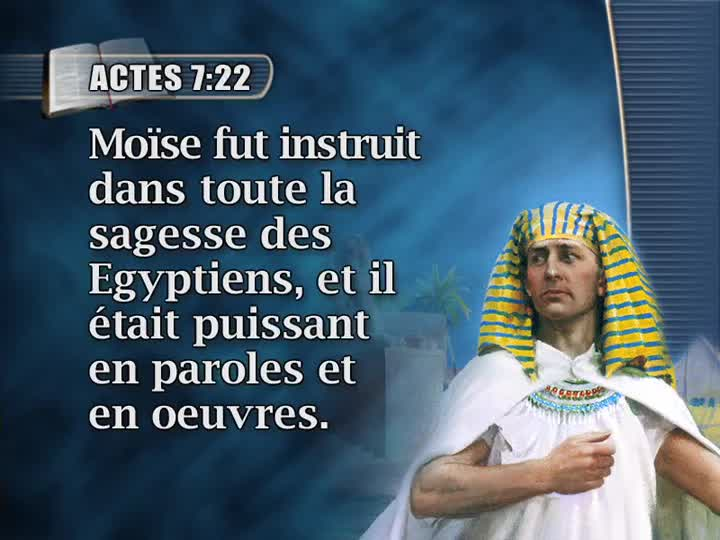 ACTES 7:22
Moïse fut instruit
dans toute la
sagesse des
Egyptiens, et il
était puissant
en paroles et
en oeuvres.